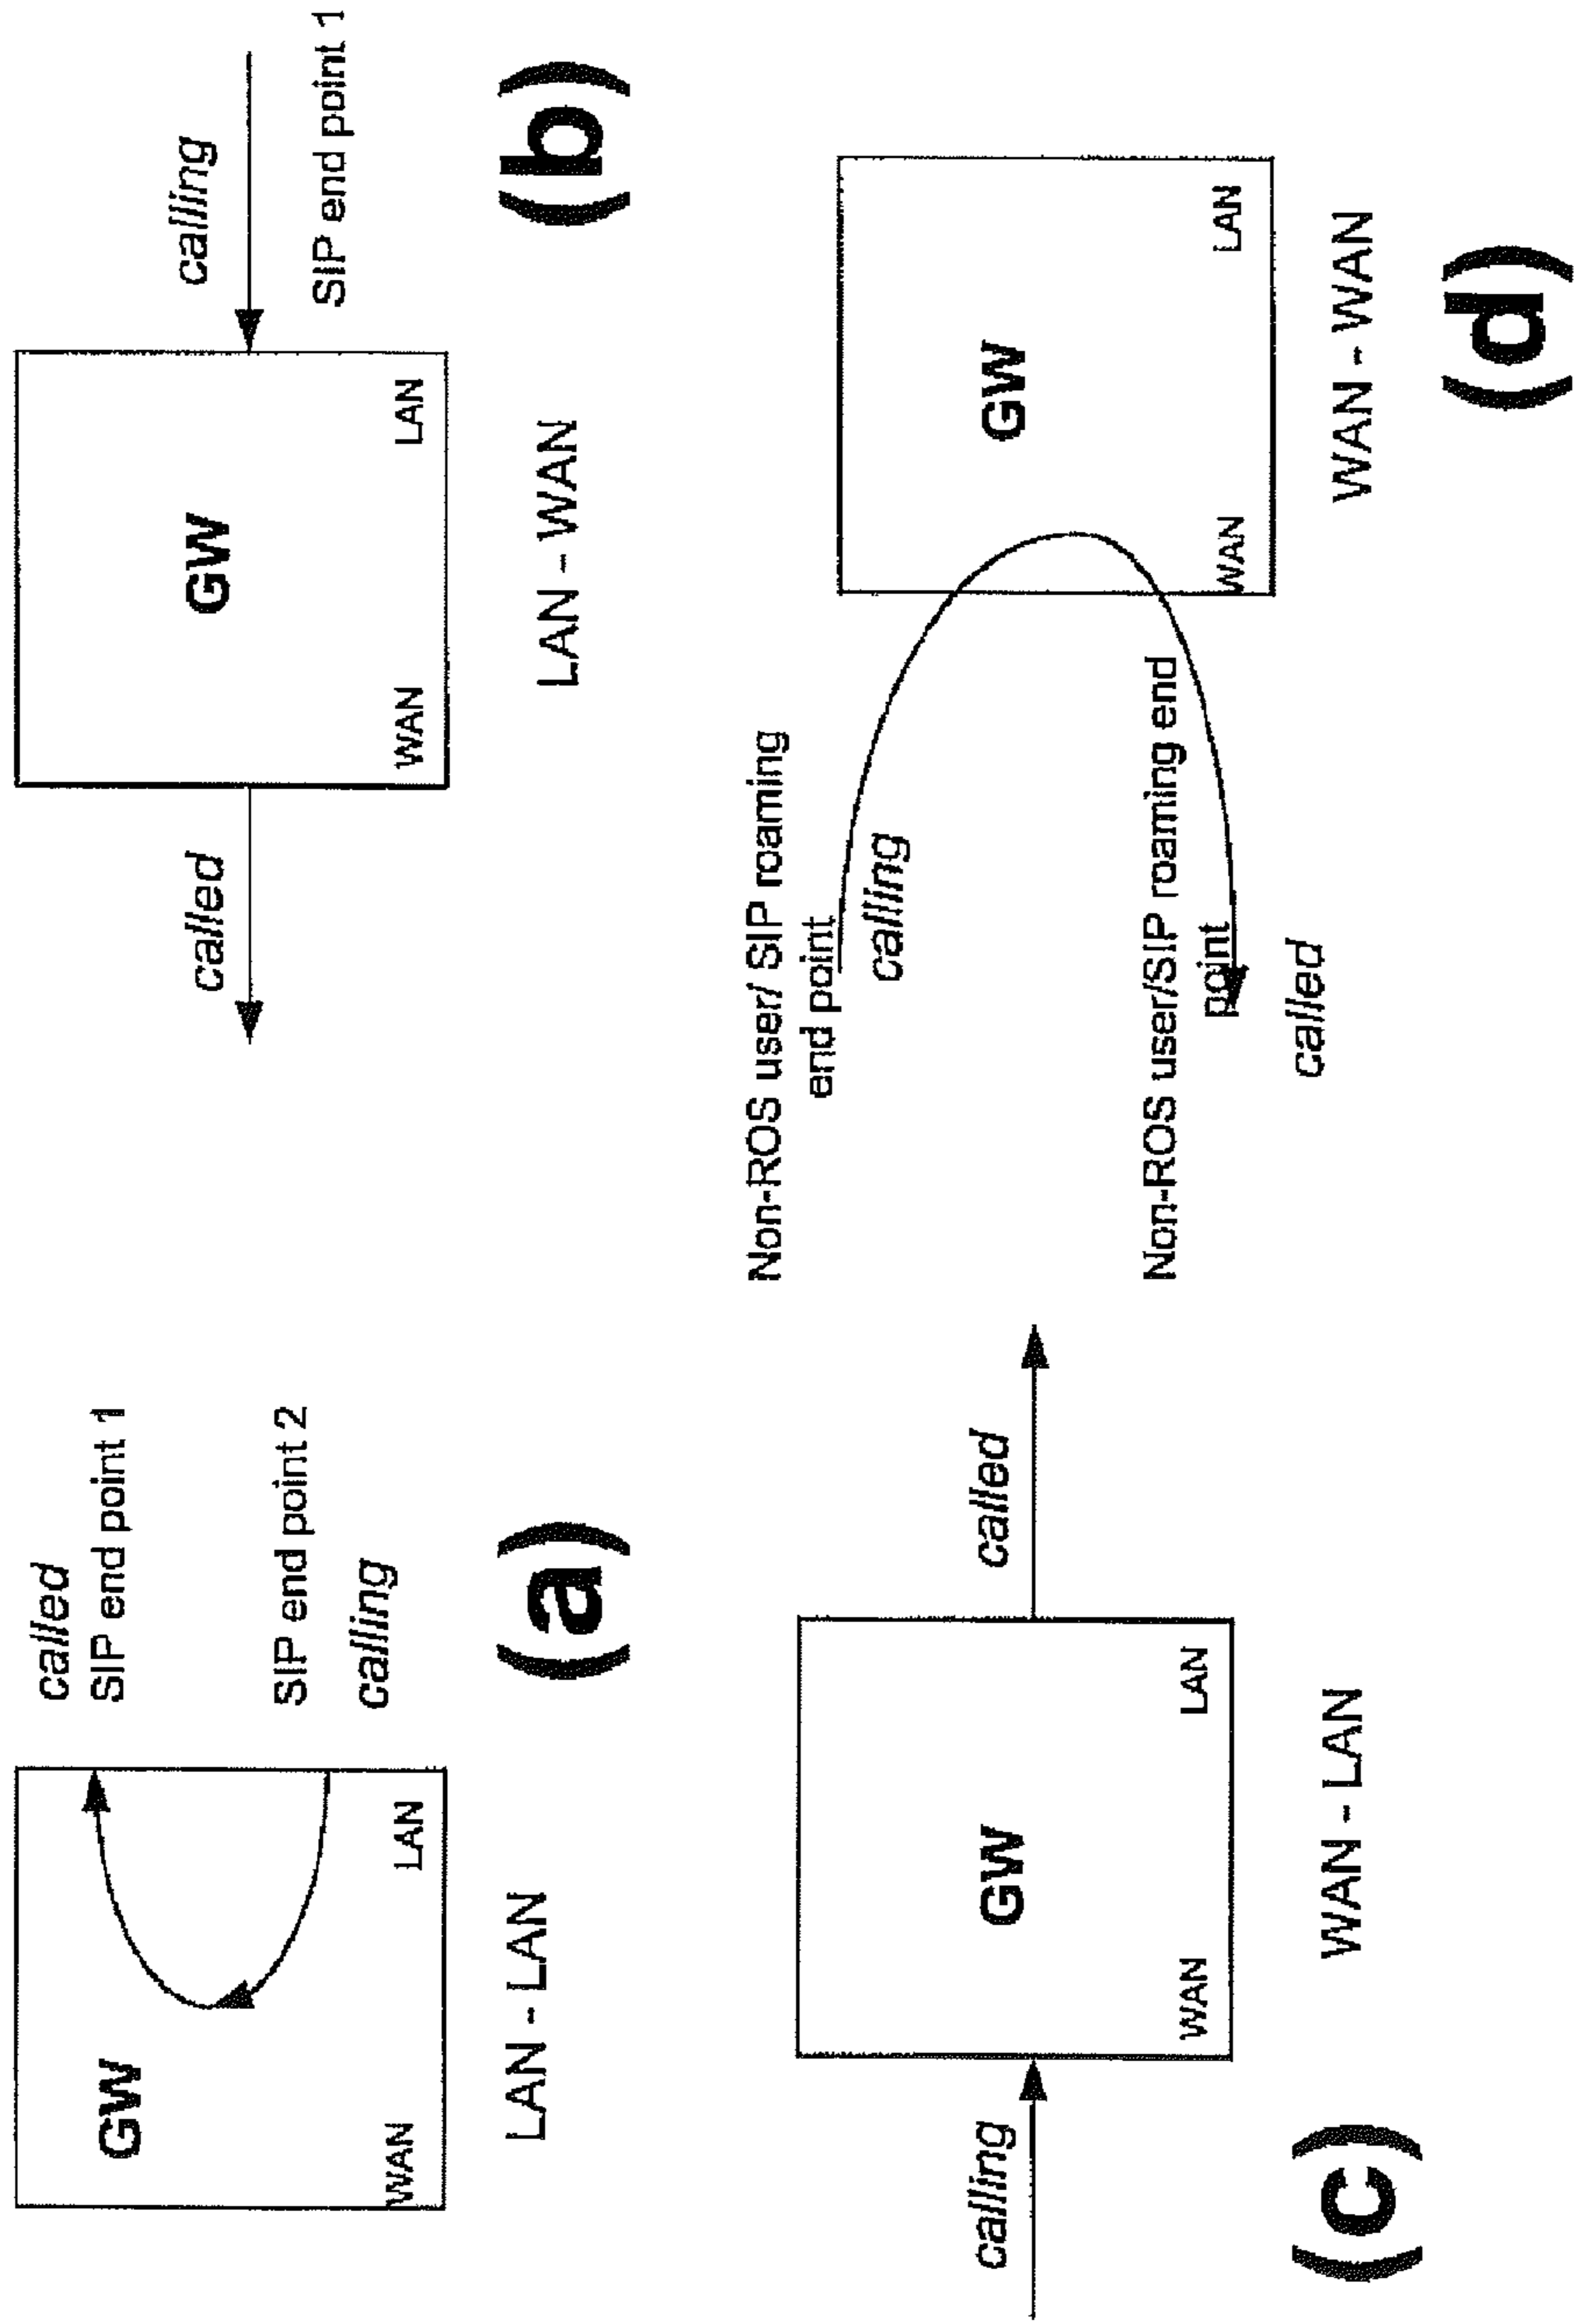 called
SIP end point 1
SIP end point 2
calling
GW
WAN
LAN
LAN - LAN
(a)
called
calling
SIP end point 1
GW
WAN
LAN
LAN - WAN
(b)
calling
called
GW
WAN
LAN
WAN - LAN
(c)
Non-ROS user/ SIP roaming
end point
calling
Non-ROS user/SIP roaming end
point
called
GW
WAN
LAN
WAN - WAN
(d)